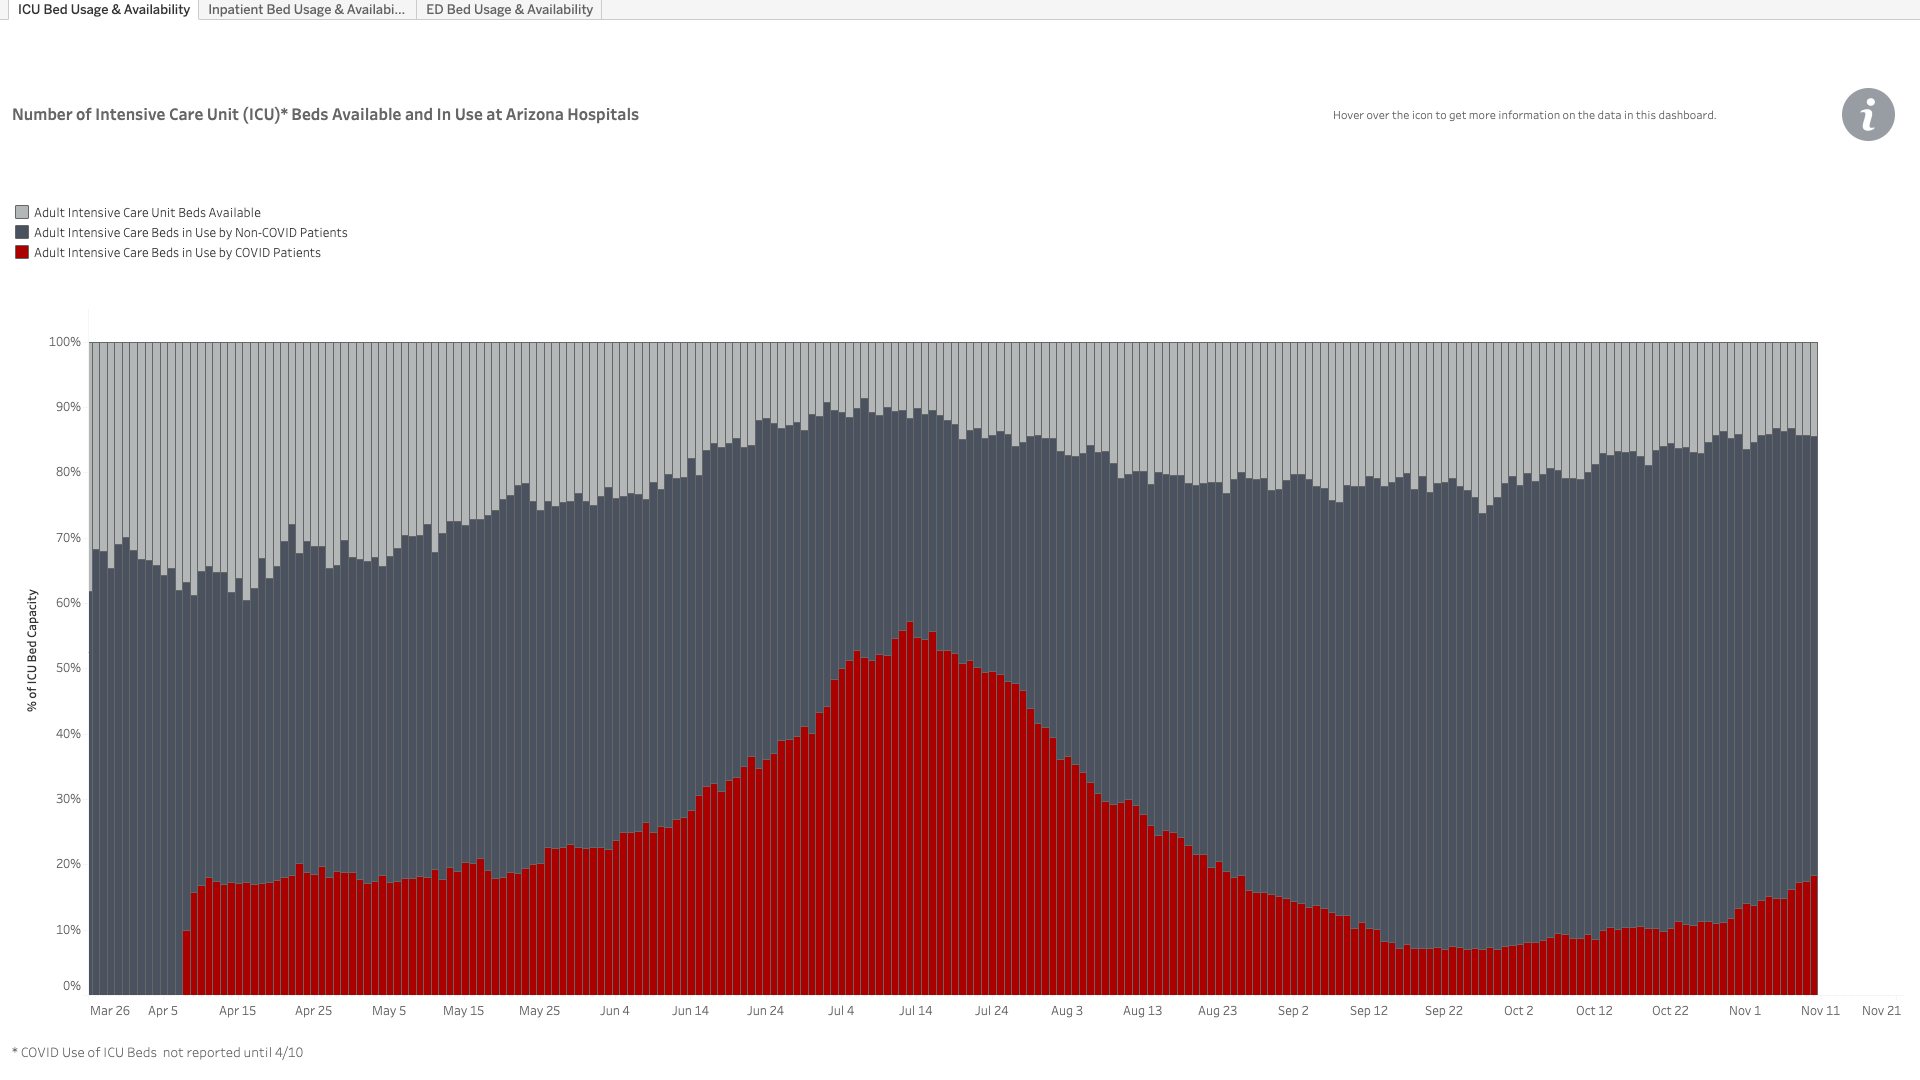 ICU Bed Usage & Availability
Inpatient Bed Usage & Availabi...
ED Bed Usage & Availability
Number of Intensive Care Unit (ICU)* Beds Available and In Use at Arizona Hospitals
Hover over the icon to get more information on the data in this dashboard.
i
Adult Intensive Care Unit Beds Available
Adult Intensive Care Beds in Use by Non-COVID Patients
Adult Intensive Care Beds in Use by COVID Patients
100%
90%
80%
70%
60%
50%
40%
30%
20%
10%
0%
% of ICU Bed Capacity
Mar 26 Apr 5 Apr 15 Apr 25 May 5 May 15 May 25 Jun 4 Jun 14 Jun 24 Jul 4 Jul 14 Jul 24 Aug 3 Aug 13 Aug 23 Sep 2 Sep 12 Sep 22 Oct 2 Oct 12 Oct 22 Nov 1 Nov 11 Nov 21
* COVID Use of ICU Beds not reported until 4/10